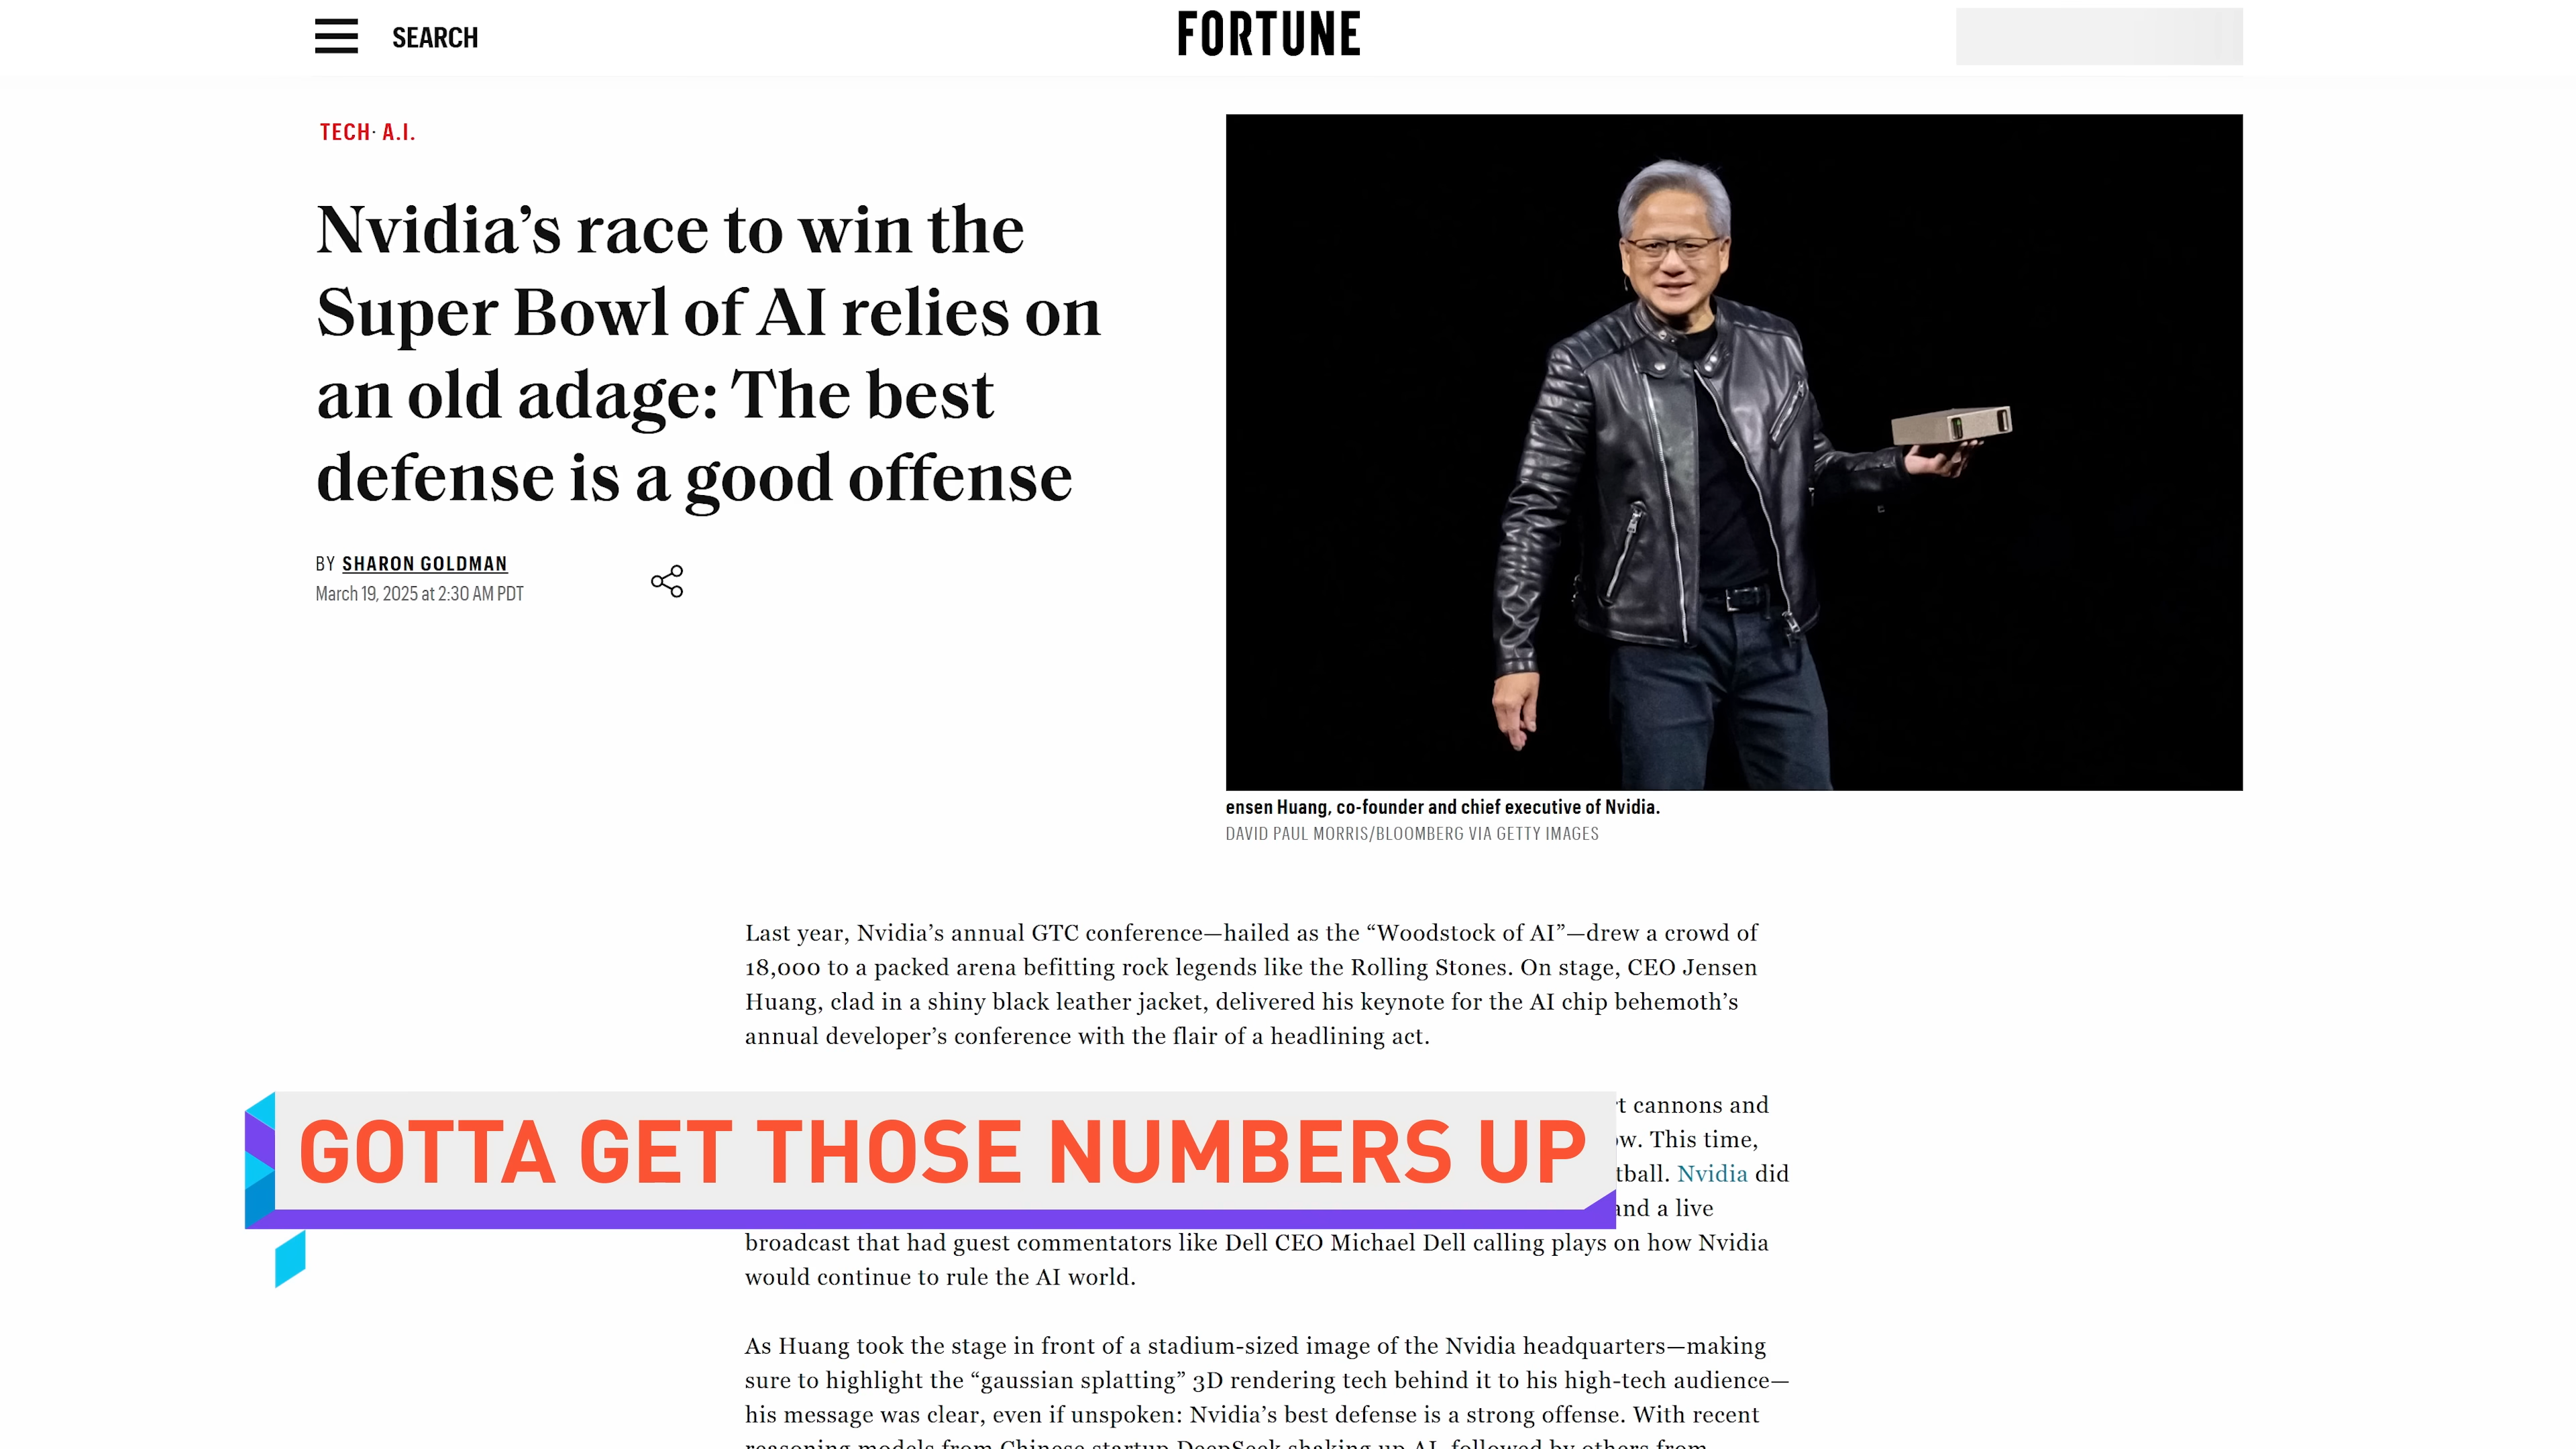 SEARCH
FORTUNE
TECH· A.I.
Nvidia’s race to win the
Super Bowl of AI relies on
an old adage: The best
defense is a good offense
BY SHARON GOLDMAN
March 19, 2025 at 2:30 AM PDT
ensen Huang, co-founder and chief executive of Nvidia.
DAVID PAUL MORRIS/BLOOMBERG VIA GETTY IMAGES
Last year, Nvidia’s annual GTC conference—hailed as the “Woodstock of AI”—drew a crowd of
18,000 to a packed arena befitting rock legends like the Rolling Stones. On stage, CEO Jensen
Huang, clad in a shiny black leather jacket, delivered his keynote for the AI chip behemoth’s
annual developer’s conference with the flair of a headlining act.
GOTTA GET THOSE NUMBERS UP
cannons and
This time,
Nvidia did
and a live
broadcast that had guest commentators like Dell CEO Michael Dell calling plays on how Nvidia
would continue to rule the AI world.
As Huang took the stage in front of a stadium-sized image of the Nvidia headquarters—making
sure to highlight the “gaussian splatting” 3D rendering tech behind it to his high-tech audience—
his message was clear, even if unspoken: Nvidia’s best defense is a strong offense. With recent
reasoning models from Chinese startup DeepSeek shaking up AI, followed by others from